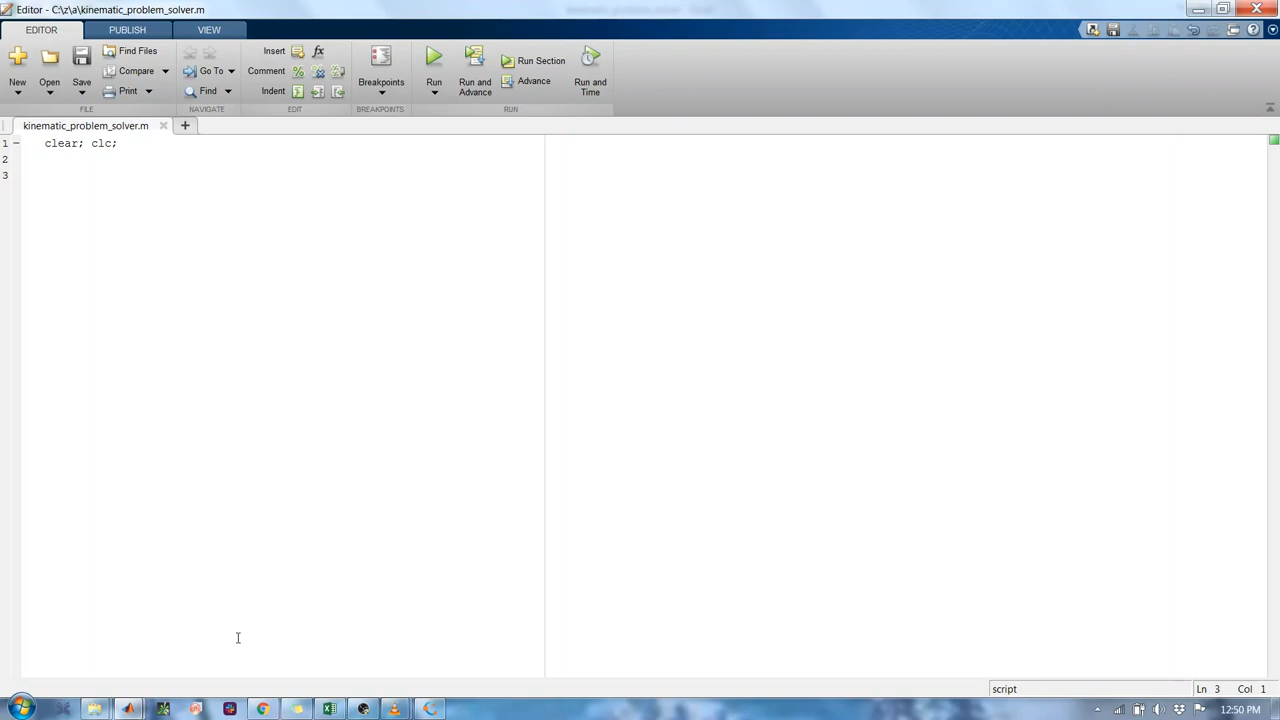 Editor - C:\z\a\kinematic_problem_solver.m
EDITOR PUBLISH VIEW
New
Open
Save
Find Files
Compare
Print
FILE
Go To
Find
NAVIGATE
Insert
Comment
Indent
EDIT
Breakpoints
BREAKPOINTS
Run
Run and Advance
Run Section
Advance
Run and Time
RUN
kinematic_problem_solver.m
1 clear; clc;
2
3
script
Ln 3 Col 1
12:50 PM